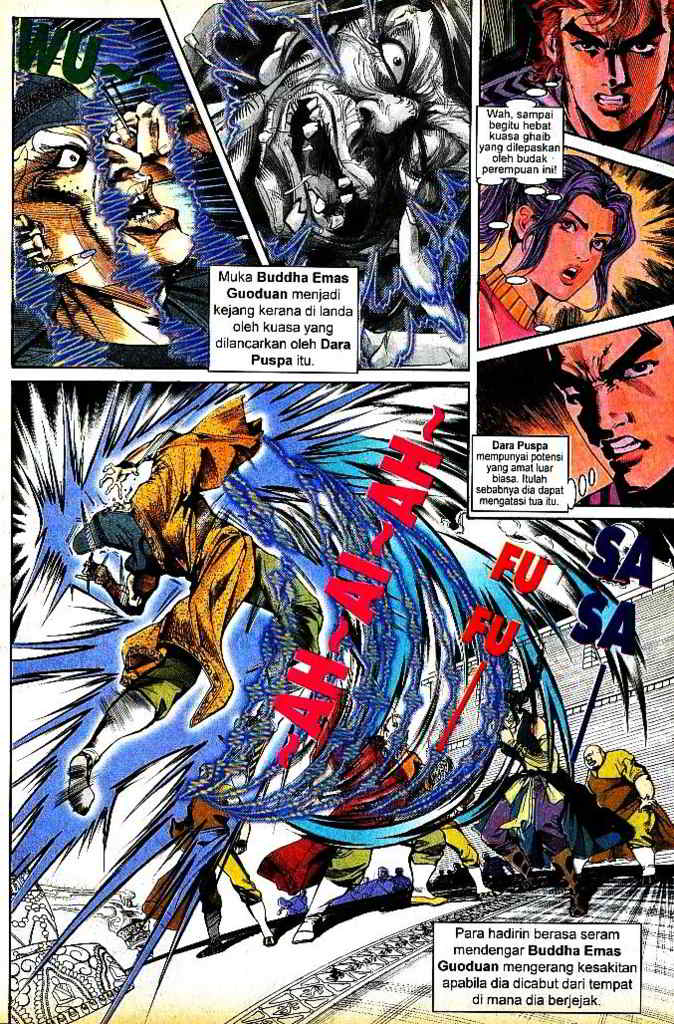 WU~~
Muka Buddha Emas
Guoduan menjadi
kejang kerana di landa
oleh kuasa yang
dilancarkan oleh Dara
Puspa itu.
Wah, sampai
begitu hebat
kuasa ghaib
yang dilepaskan
oleh budak
perempuan ini!
Dara Puspa
mempunyai potensi
yang amat luar
biasa. Itulah
sebabnya dia dapat
mengatasi tua itu.
~AH~AI~AH~
FU
FU
SA
SA
Para hadirin berasa seram
mendengar Buddha Emas
Guoduan mengerang kesakitan
apabila dia dicabut dari tempat
di mana dia berjejak.